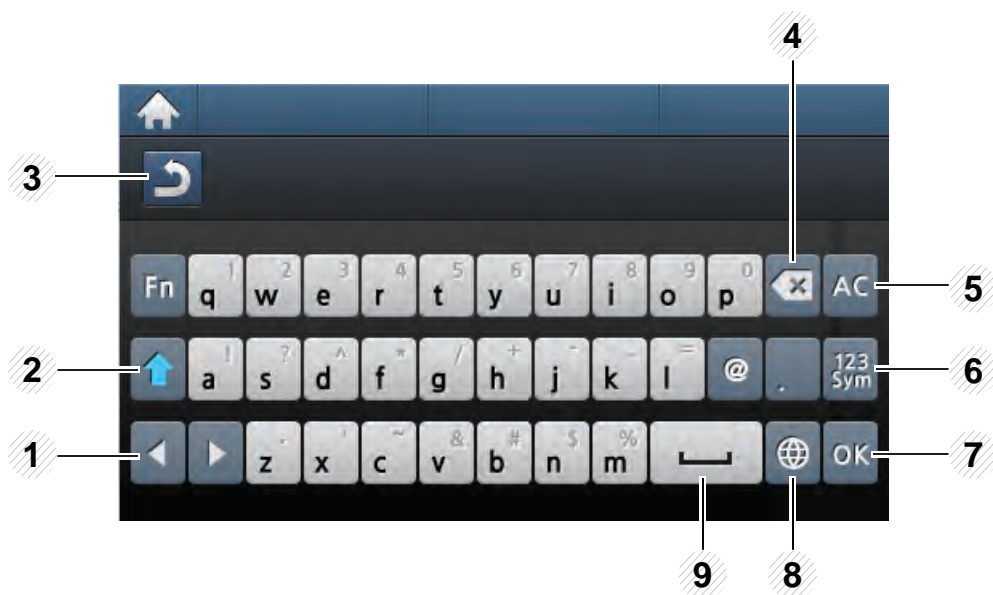 4
3
Fn q 1 w 2 e 3 r 4 t 5 y 6 u 7 i 8 o 9 p 0 AC 5
2 a ! s ? d ^ f * g / h + j - k _ l = @ . 123 Sym 6
1 z x ' c ~ v & b # n $ m % OK 7
9 8